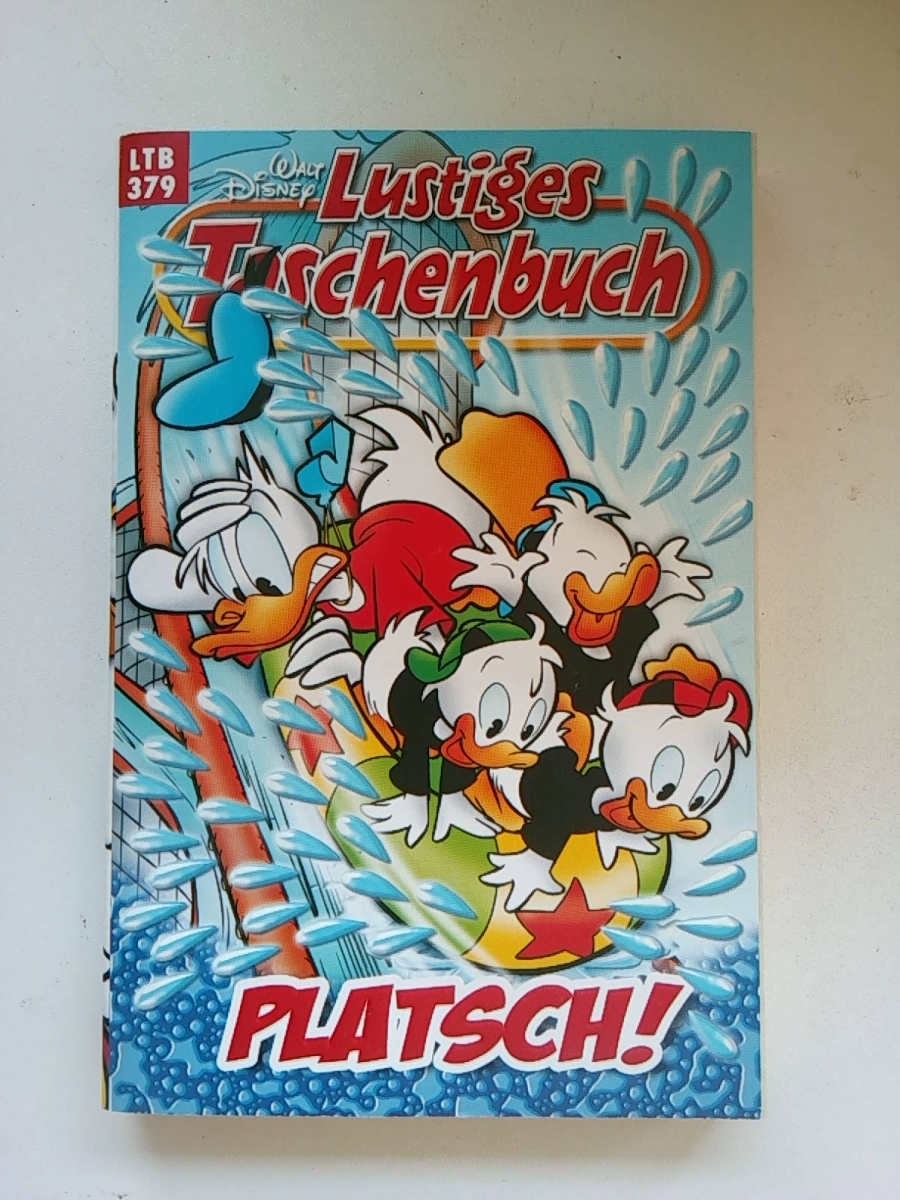 LTB
379
WALT
DISNEY
Lustiges
Taschenbuch
PLATSCH!